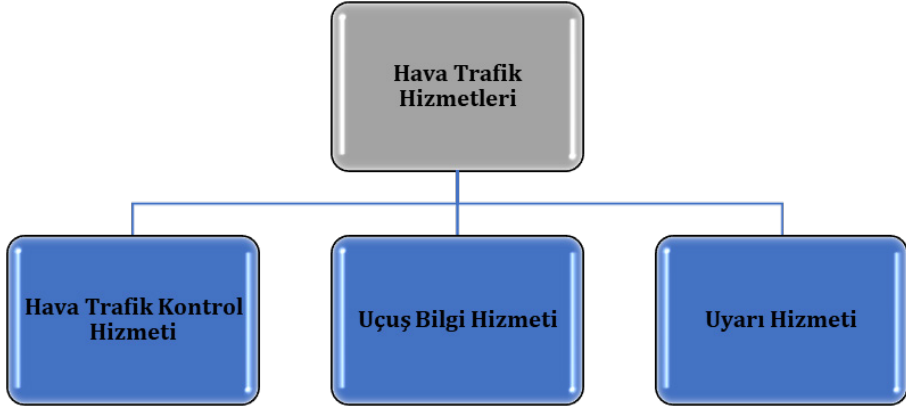 Hava Trafik
Hizmetleri
Hava Trafik Kontrol
Hizmeti
Uçuş Bilgi Hizmeti
Uyarı Hizmeti